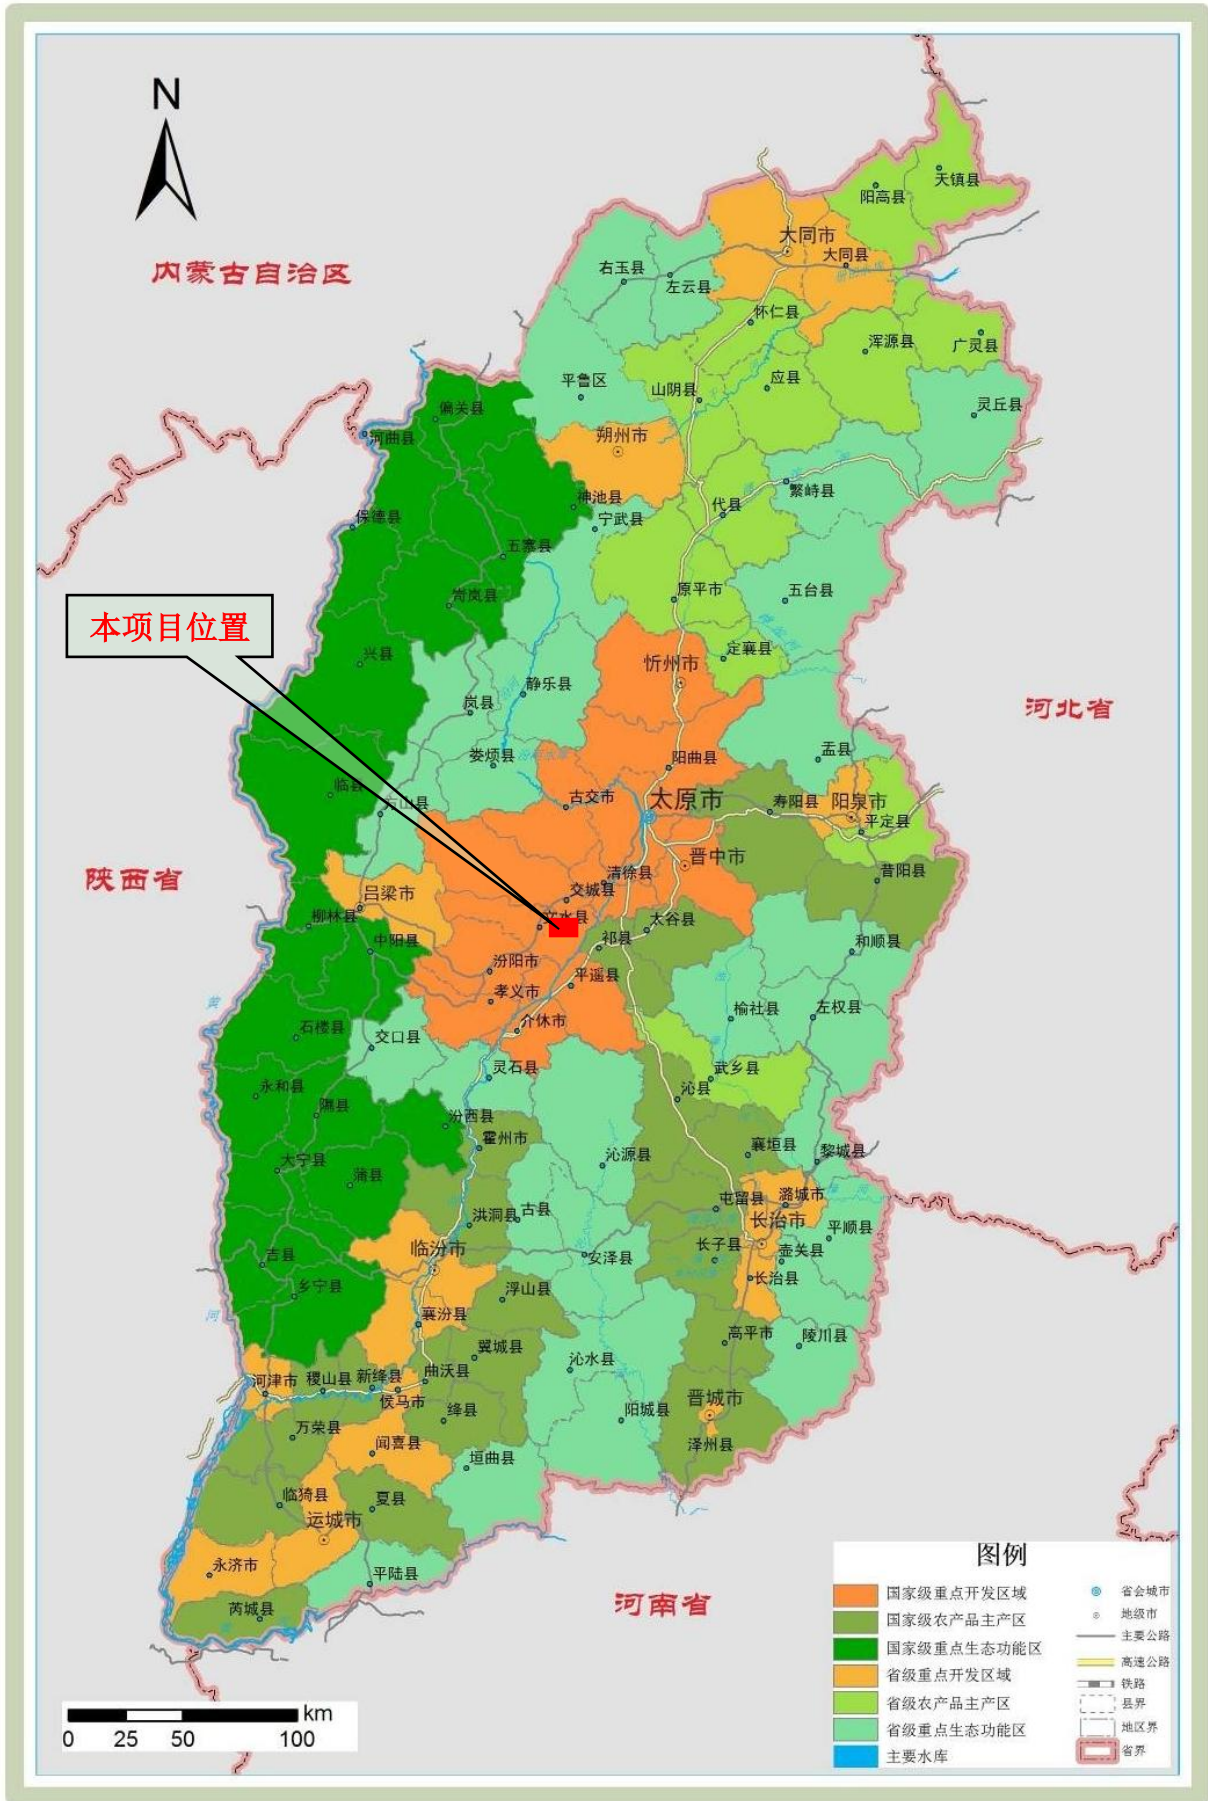 N
内蒙古自治区
天镇县
阳高县
大同市
大同县
右玉县
左云县
怀仁县
浑源县
广灵县
平鲁区
山阴县
应县
灵丘县
偏关县
河曲县
朔州市
神池县
繁峙县
保德县
宁武县
代县
五寨县
岢岚县
原平市
五台县
本项目位置
兴县
定襄县
忻州市
静乐县
岚县
河北省
娄烦县
阳曲县
盂县
临县
方山县
古交市
太原市
寿阳县
阳泉市
平定县
陕西省
晋中市
清徐县
昔阳县
吕梁市
交城县
柳林县
文水县
太谷县
中阳县
祁县
和顺县
汾阳市
平遥县
孝义市
黄
榆社县
左权县
介休市
石楼县
交口县
灵石县
武乡县
沁县
永和县
隰县
汾西县
霍州市
襄垣县
黎城县
沁源县
大宁县
蒲县
屯留县
潞城市
洪洞县
古县
长治市
平顺县
临汾市
长子县
壶关县
安泽县
吉县
长治县
乡宁县
浮山县
河
襄汾县
高平市
陵川县
翼城县
沁水县
河津市
稷山县
新绛县
曲沃县
侯马市
晋城市
绛县
阳城县
万荣县
闻喜县
泽州县
垣曲县
临猗县
夏县
运城市
永济市
平陆县
芮城县
河南省
图例
国家级重点开发区域
国家级农产品主产区
国家级重点生态功能区
省级重点开发区域
省级农产品主产区
省级重点生态功能区
主要水库
省会城市
地级市
主要公路
高速公路
铁路
县界
地区界
省界
km
0 25 50 100